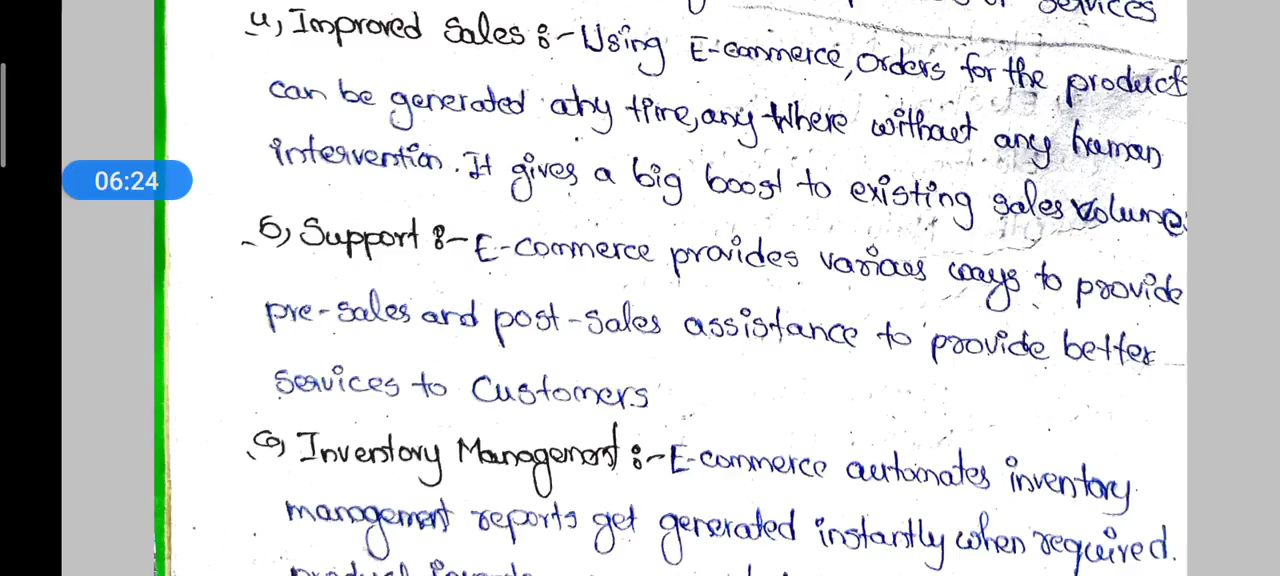 services
4, Improved Sales :- Using E-commerce, Orders for the products
can be generated any time, any where without any human
intervention. It gives a big boost to existing sales volume.
5, Support :- E-commerce provides various ways to provide
pre-sales and post-sales assistance to provide better
services to Customers
6, Inventory Management :- E-commerce automates inventory
management reports get generated instantly when required.
06:24